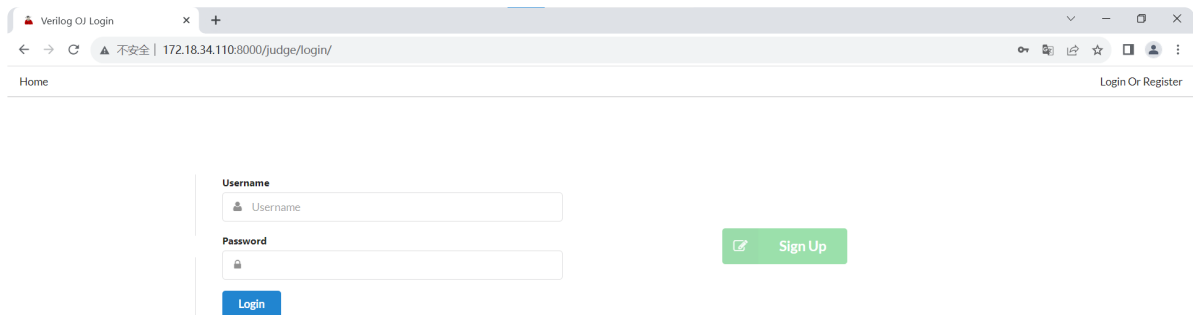 Verilog OJ Login
不安全 172.18.34.110:8000/judge/login/
Home Login Or Register
Username
Username
Password
Sign Up
Login